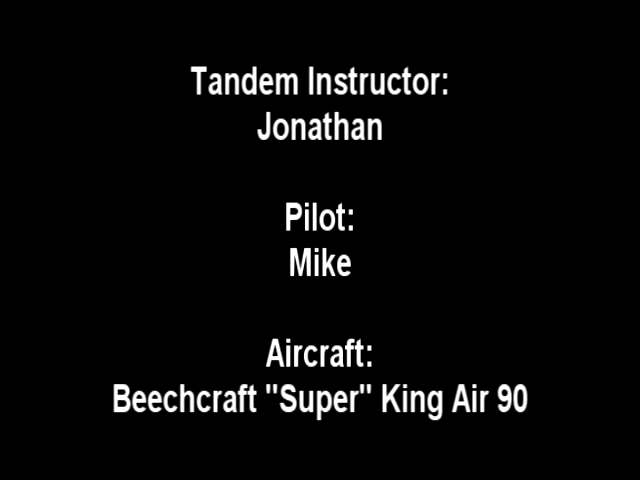 Tandem Instructor:
Jonathan
Pilot:
Mike
Aircraft:
Beechcraft "Super" King Air 90